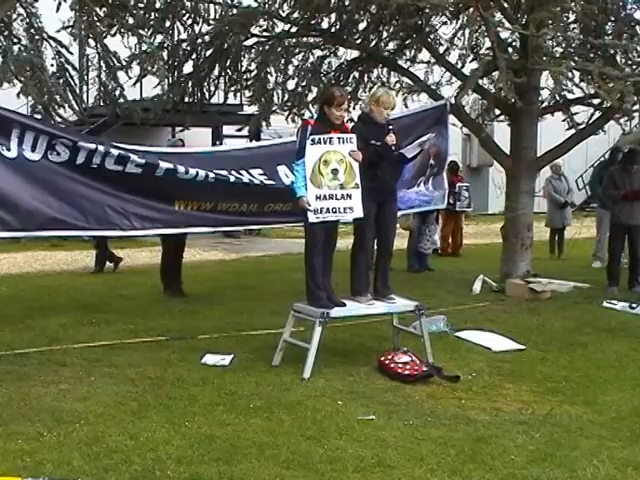 JUSTICE FOR THE A
WWW.WDAIL.ORG
SAVE THE
HARLAN
BEAGLES